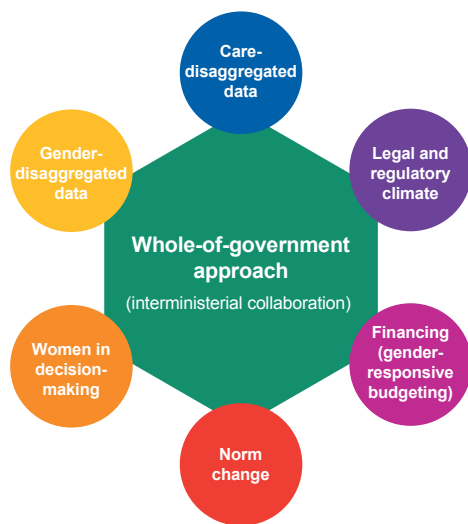 Care-
disaggregated
data
Gender-
disaggregated
data
Legal and
regulatory
climate
Whole-of-government
approach
(interministerial collaboration)
Women in
decision-
making
Financing
(gender-
responsive
budgeting)
Norm
change